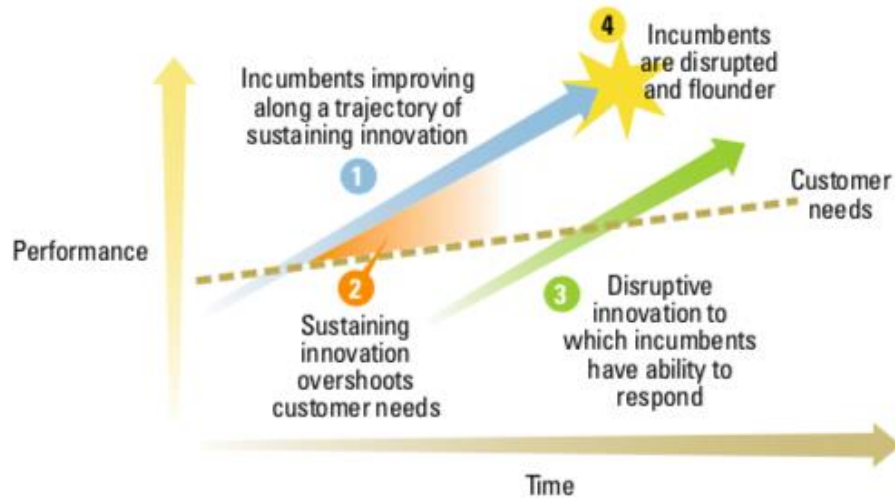 4
Incumbents
are disrupted
and flounder
Incumbents improving
along a trajectory of
sustaining innovation
1
Customer
needs
Performance
2
Sustaining
innovation
overshoots
customer needs
3
Disruptive
innovation to
which incumbents
have ability to
respond
Time